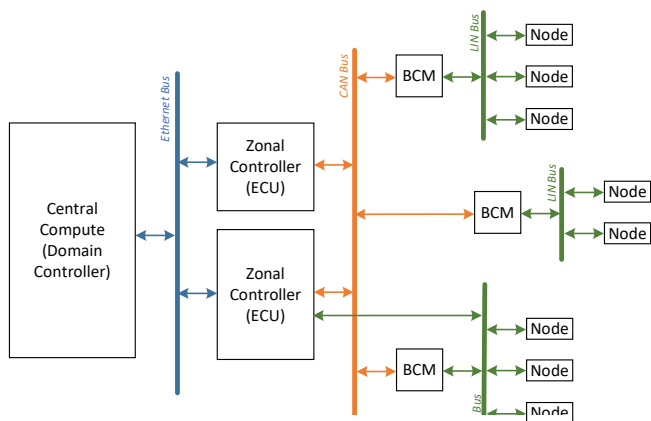 Ethernet Bus
CAN Bus
LIN Bus
LIN Bus
Bus
Central
Compute
(Domain
Controller)
Zonal
Controller
(ECU)
Zonal
Controller
(ECU)
BCM
BCM
BCM
Node
Node
Node
Node
Node
Node
Node
Node